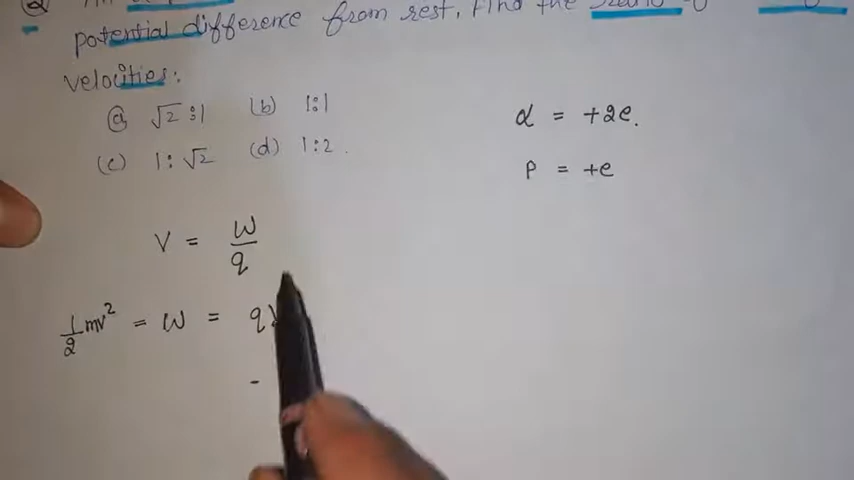 potential difference from rest. Find the
velocities:
(a) √2 : 1 (b) 1:1
(c) 1 : √2 (d) 1:2
α = +2e.
P = +e
V = W/q
1/2 mv² = W = q
-